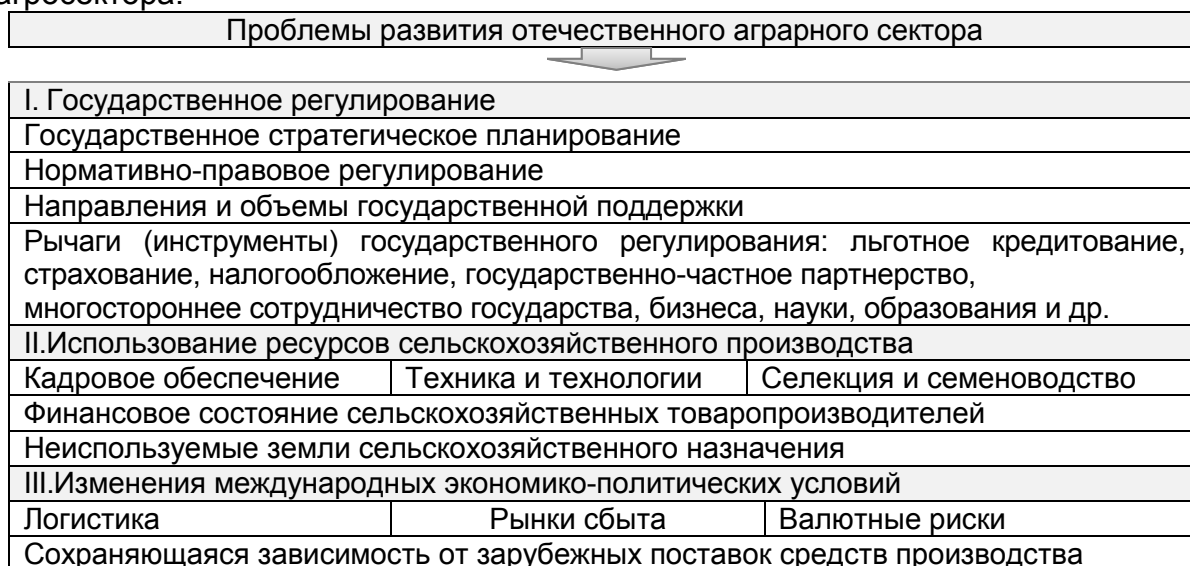 агросектора.
Проблемы развития отечественного аграрного сектора
I. Государственное регулирование
Государственное стратегическое планирование
Нормативно-правовое регулирование
Направления и объемы государственной поддержки
Рычаги (инструменты) государственного регулирования: льготное кредитование,
страхование, налогообложение, государственно-частное партнерство,
многостороннее сотрудничество государства, бизнеса, науки, образования и др.
II.Использование ресурсов сельскохозяйственного производства
Кадровое обеспечение Техника и технологии Селекция и семеноводство
Финансовое состояние сельскохозяйственных товаропроизводителей
Неиспользуемые земли сельскохозяйственного назначения
III.Изменения международных экономико-политических условий
Логистика Рынки сбыта Валютные риски
Сохраняющаяся зависимость от зарубежных поставок средств производства